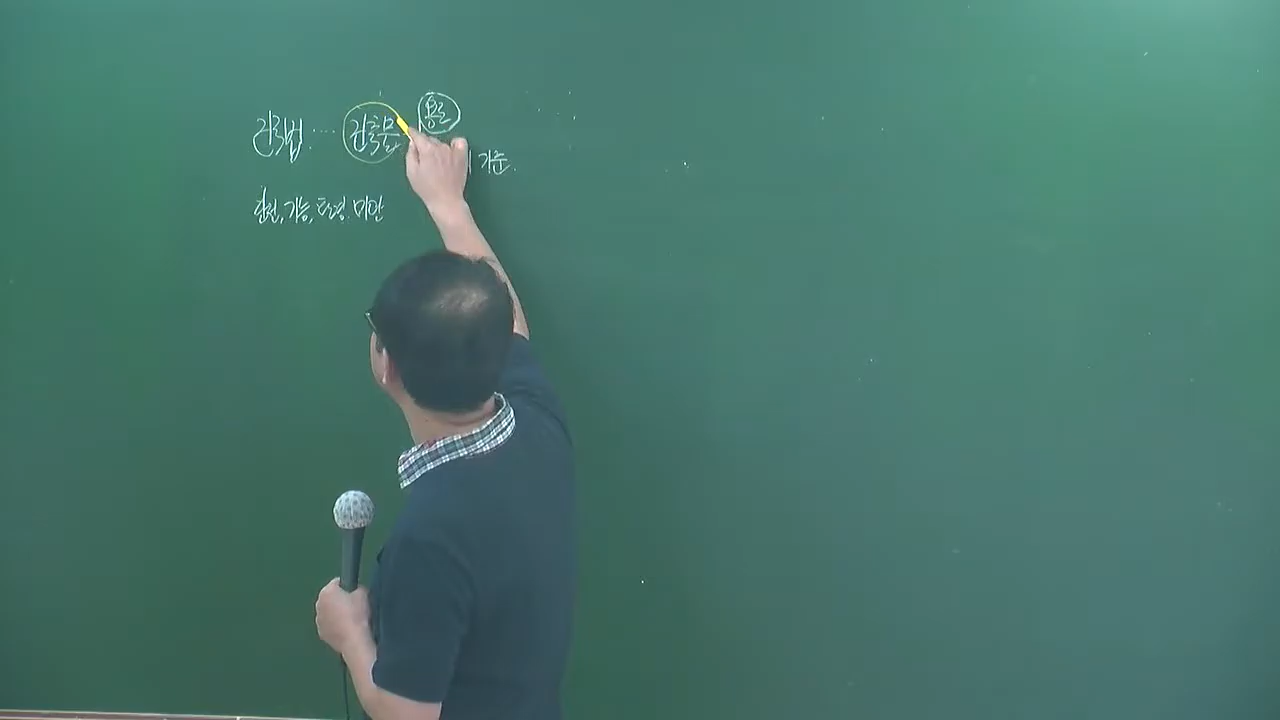 건축법 ... 건축물 용도
기준.
안전, 기능, 환경, 미관